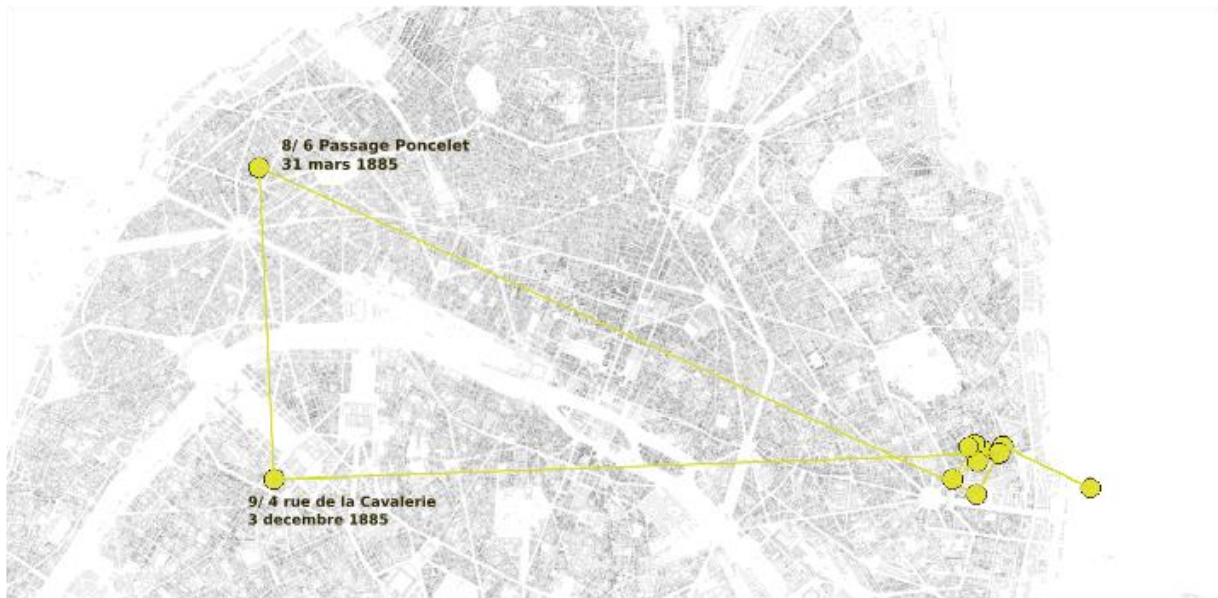 8/ 6 Passage Poncelet
31 mars 1885
9/ 4 rue de la Cavalerie
3 decembre 1885